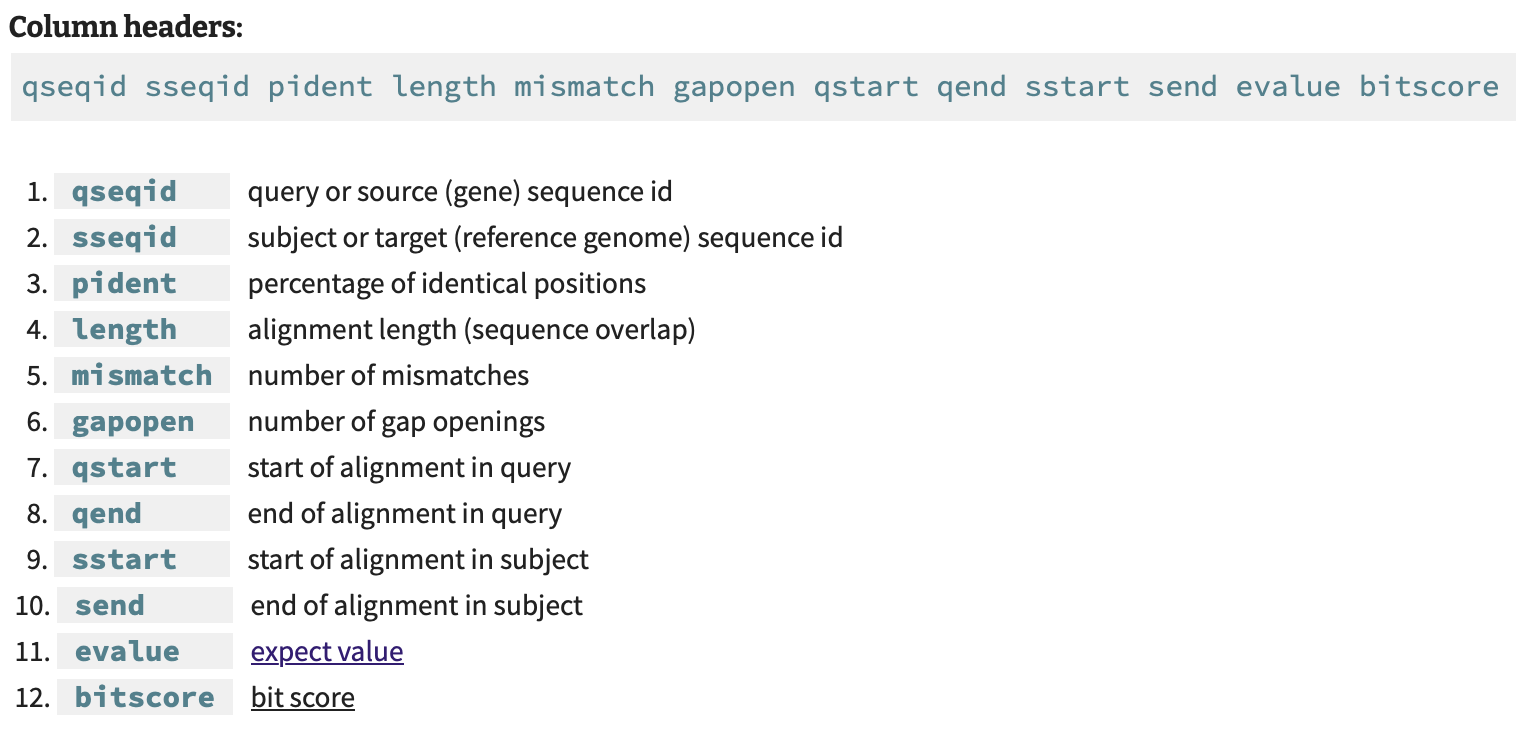 Column headers:
qseqid sseqid pident length mismatch gapopen qstart qend sstart send evalue bitscore
1. qseqid query or source (gene) sequence id
2. sseqid subject or target (reference genome) sequence id
3. pident percentage of identical positions
4. length alignment length (sequence overlap)
5. mismatch number of mismatches
6. gapopen number of gap openings
7. qstart start of alignment in query
8. qend end of alignment in query
9. sstart start of alignment in subject
10. send end of alignment in subject
11. evalue expect value
12. bitscore bit score